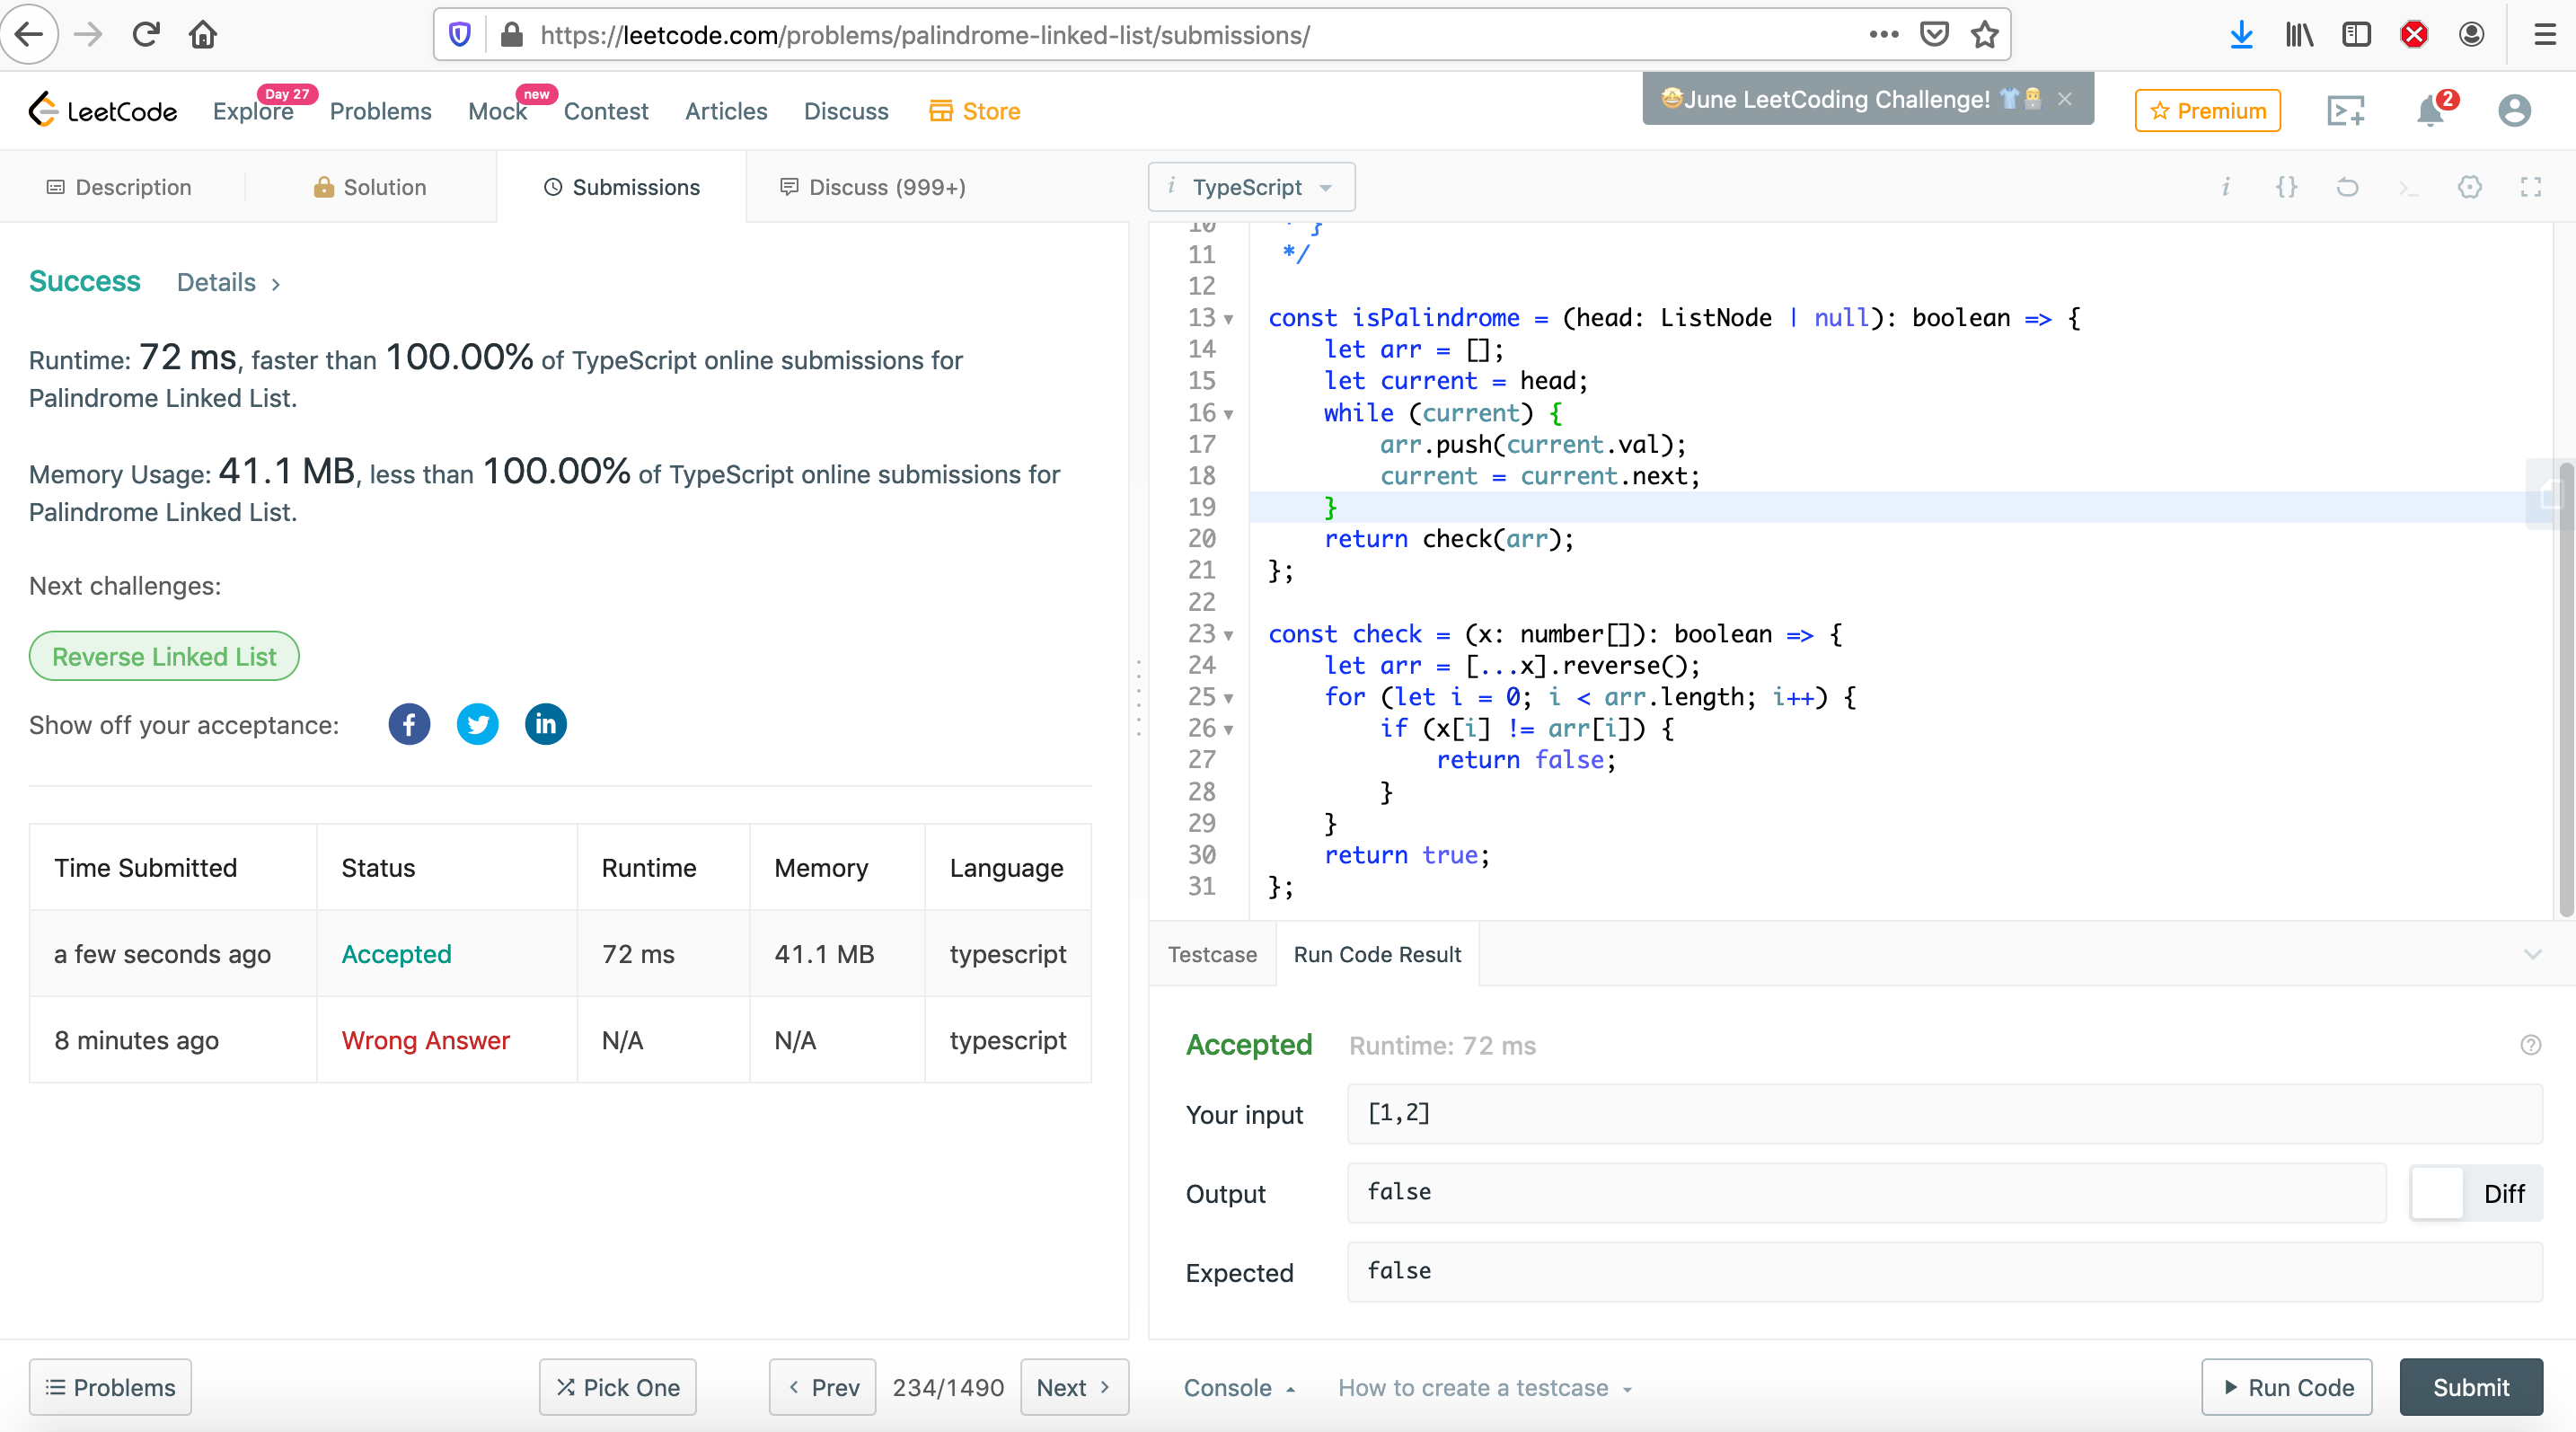 https://leetcode.com/problems/palindrome-linked-list/submissions/
LeetCode
Explore
Day 27
Problems
Mock
new
Contest
Articles
Discuss
Store
🤩June LeetCoding Challenge! 👕 ×
Premium
2
Description
Solution
Submissions
Discuss (999+)
i TypeScript
Success Details >
Runtime: 72 ms, faster than 100.00% of TypeScript online submissions for
Palindrome Linked List.
Memory Usage: 41.1 MB, less than 100.00% of TypeScript online submissions for
Palindrome Linked List.
Next challenges:
Reverse Linked List
Show off your acceptance:
Time Submitted Status Runtime Memory Language
a few seconds ago Accepted 72 ms 41.1 MB typescript
8 minutes ago Wrong Answer N/A N/A typescript
10 * }
11 */
12
13 const isPalindrome = (head: ListNode | null): boolean => {
14 let arr = [];
15 let current = head;
16 while (current) {
17 arr.push(current.val);
18 current = current.next;
19 }
20 return check(arr);
21 };
22
23 const check = (x: number[]): boolean => {
24 let arr = [...x].reverse();
25 for (let i = 0; i < arr.length; i++) {
26 if (x[i] != arr[i]) {
27 return false;
28 }
29 }
30 return true;
31 };
Testcase Run Code Result
Accepted Runtime: 72 ms
Your input [1,2]
Output false Diff
Expected false
Problems
Pick One
< Prev 234/1490 Next >
Console
How to create a testcase
Run Code
Submit